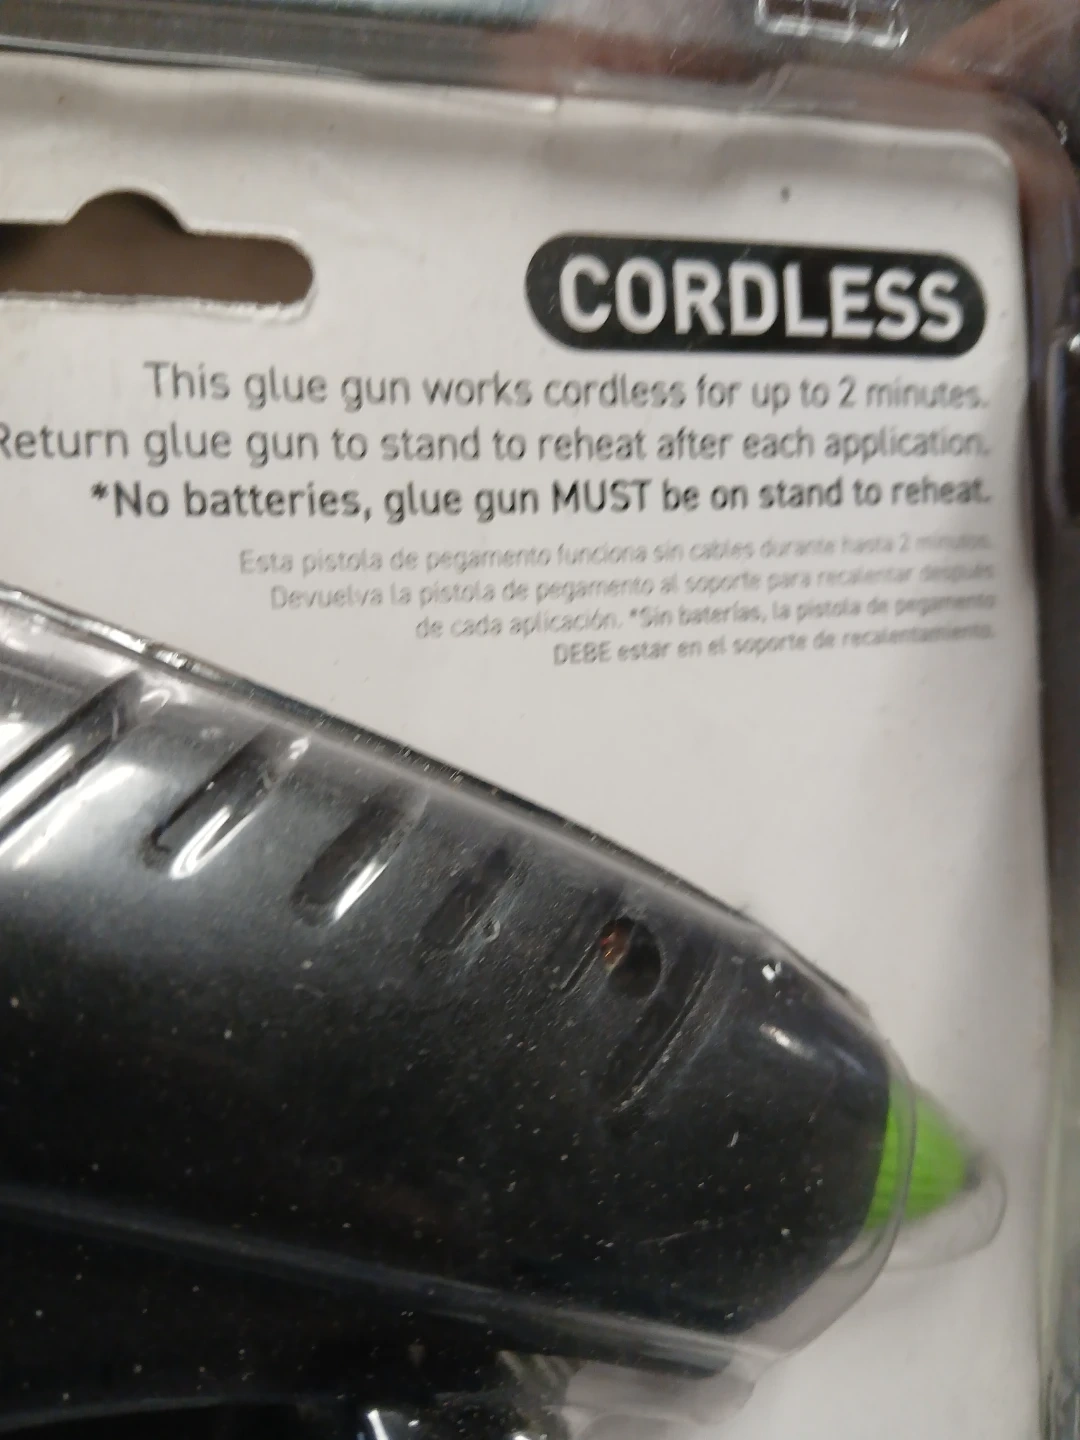 CORDLESS
This glue gun works cordless for up to 2 minutes.
Return glue gun to stand to reheat after each application.
*No batteries, glue gun MUST be on stand to reheat.
Esta pistola de pegamento funciona sin cables durante hasta 2 minutos.
Devuelva la pistola de pegamento al soporte para recalentar después
de cada aplicación. *Sin baterías, la pistola de pegamento
DEBE estar en el soporte de recalentamiento.